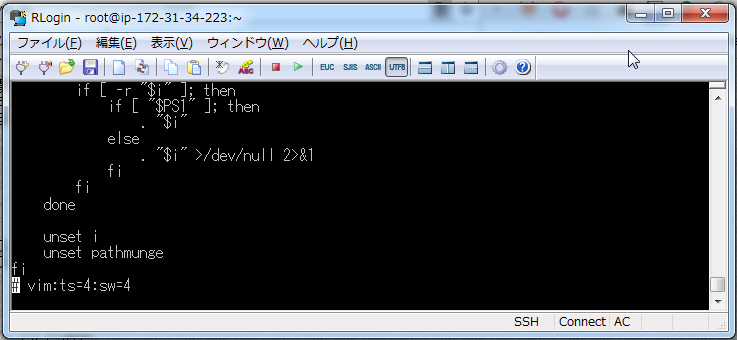 RLogin - root@ip-172-31-34-223:~
ファイル(F) 編集(E) 表示(V) ウィンドウ(W) ヘルプ(H)
EUC SJIS ASCII UTF8
if [ -r "$i" ]; then
if [ "$PS1" ]; then
. "$i"
else
. "$i" >/dev/null 2>&1
fi
fi
done
unset i
unset pathmunge
fi
# vim:ts=4:sw=4
SSH Connect AC